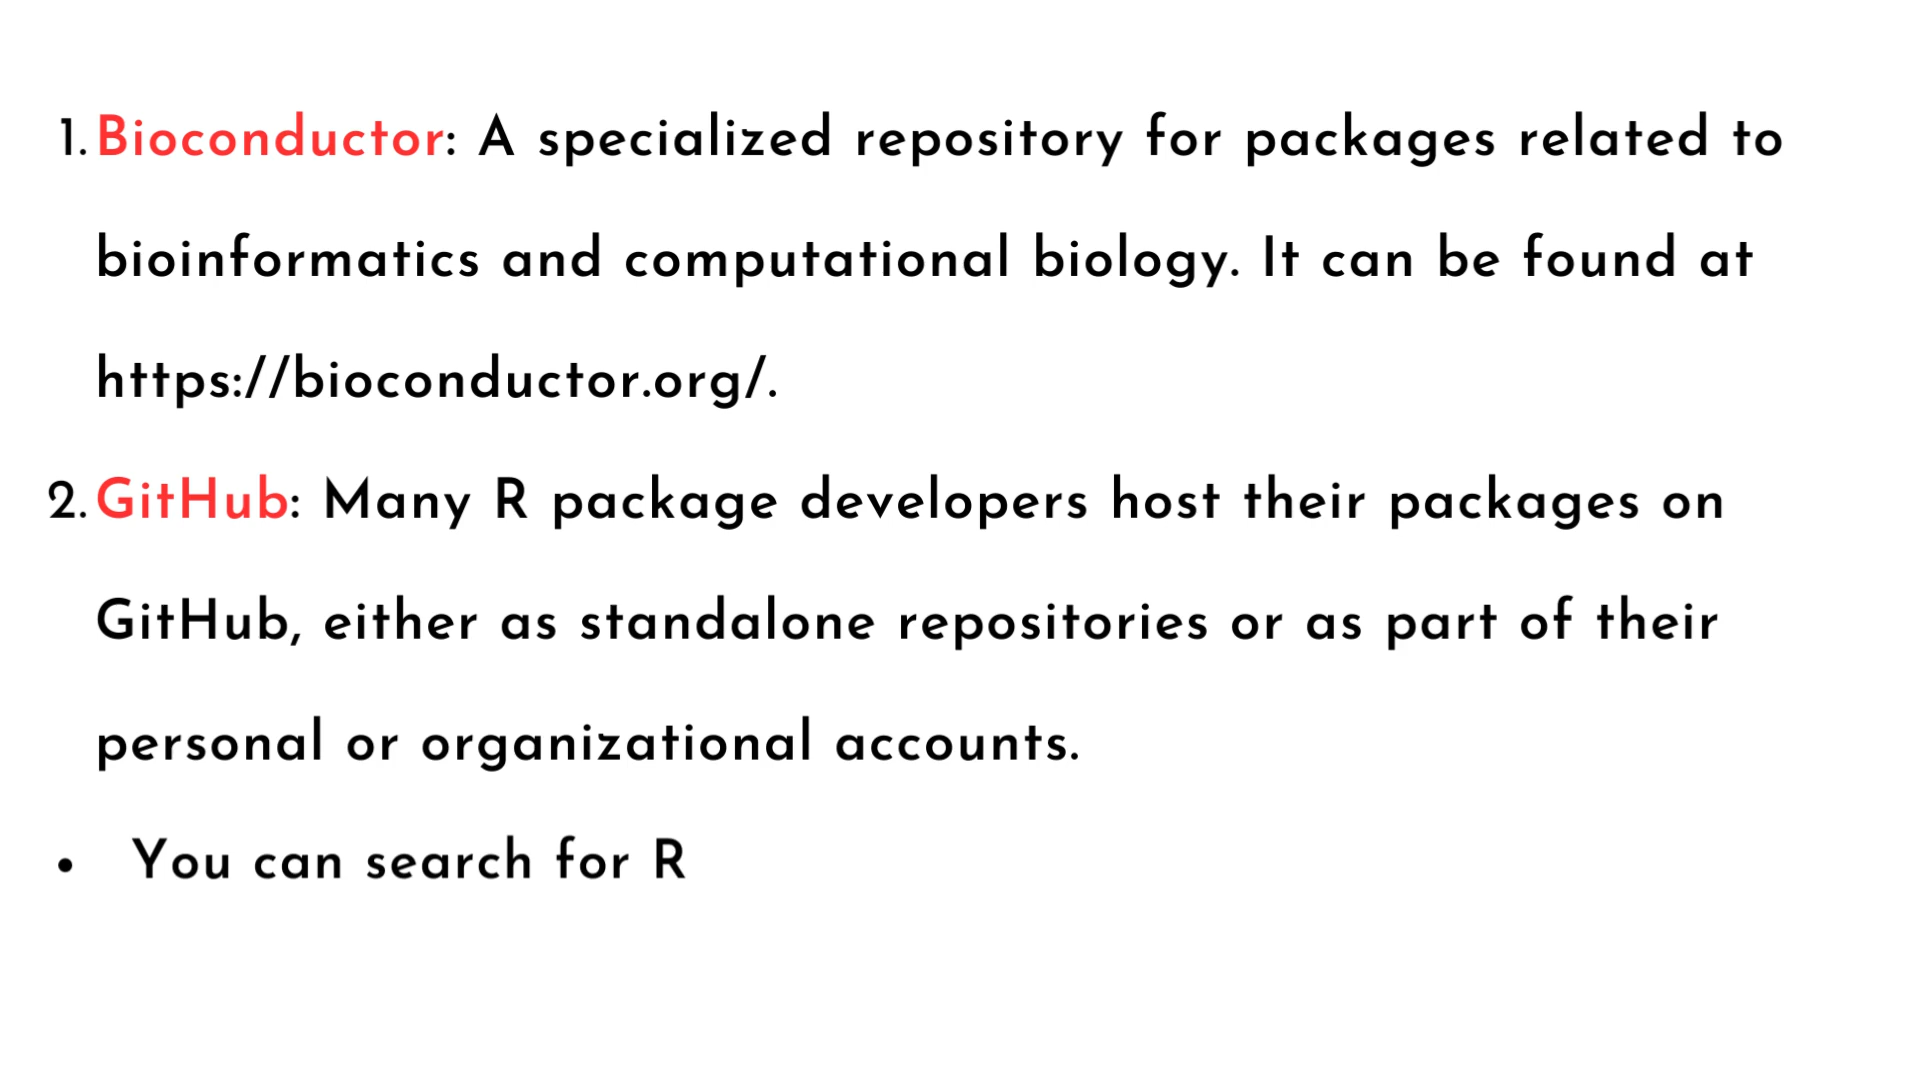 1. Bioconductor: A specialized repository for packages related to
bioinformatics and computational biology. It can be found at
https://bioconductor.org/.
2. GitHub: Many R package developers host their packages on
GitHub, either as standalone repositories or as part of their
personal or organizational accounts.
• You can search for R